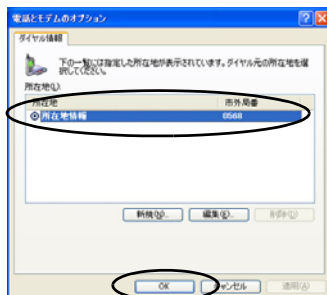 電話とモデムのオプション
ダイヤル情報
下の一覧には指定した所在地が表示されています。ダイヤル元の所在地を選
択してください。
所在地(L):
所在地 市外局番
所在地情報 0568
新規(N)... 編集(E)... 削除(D)
OK キャンセル 適用(A)